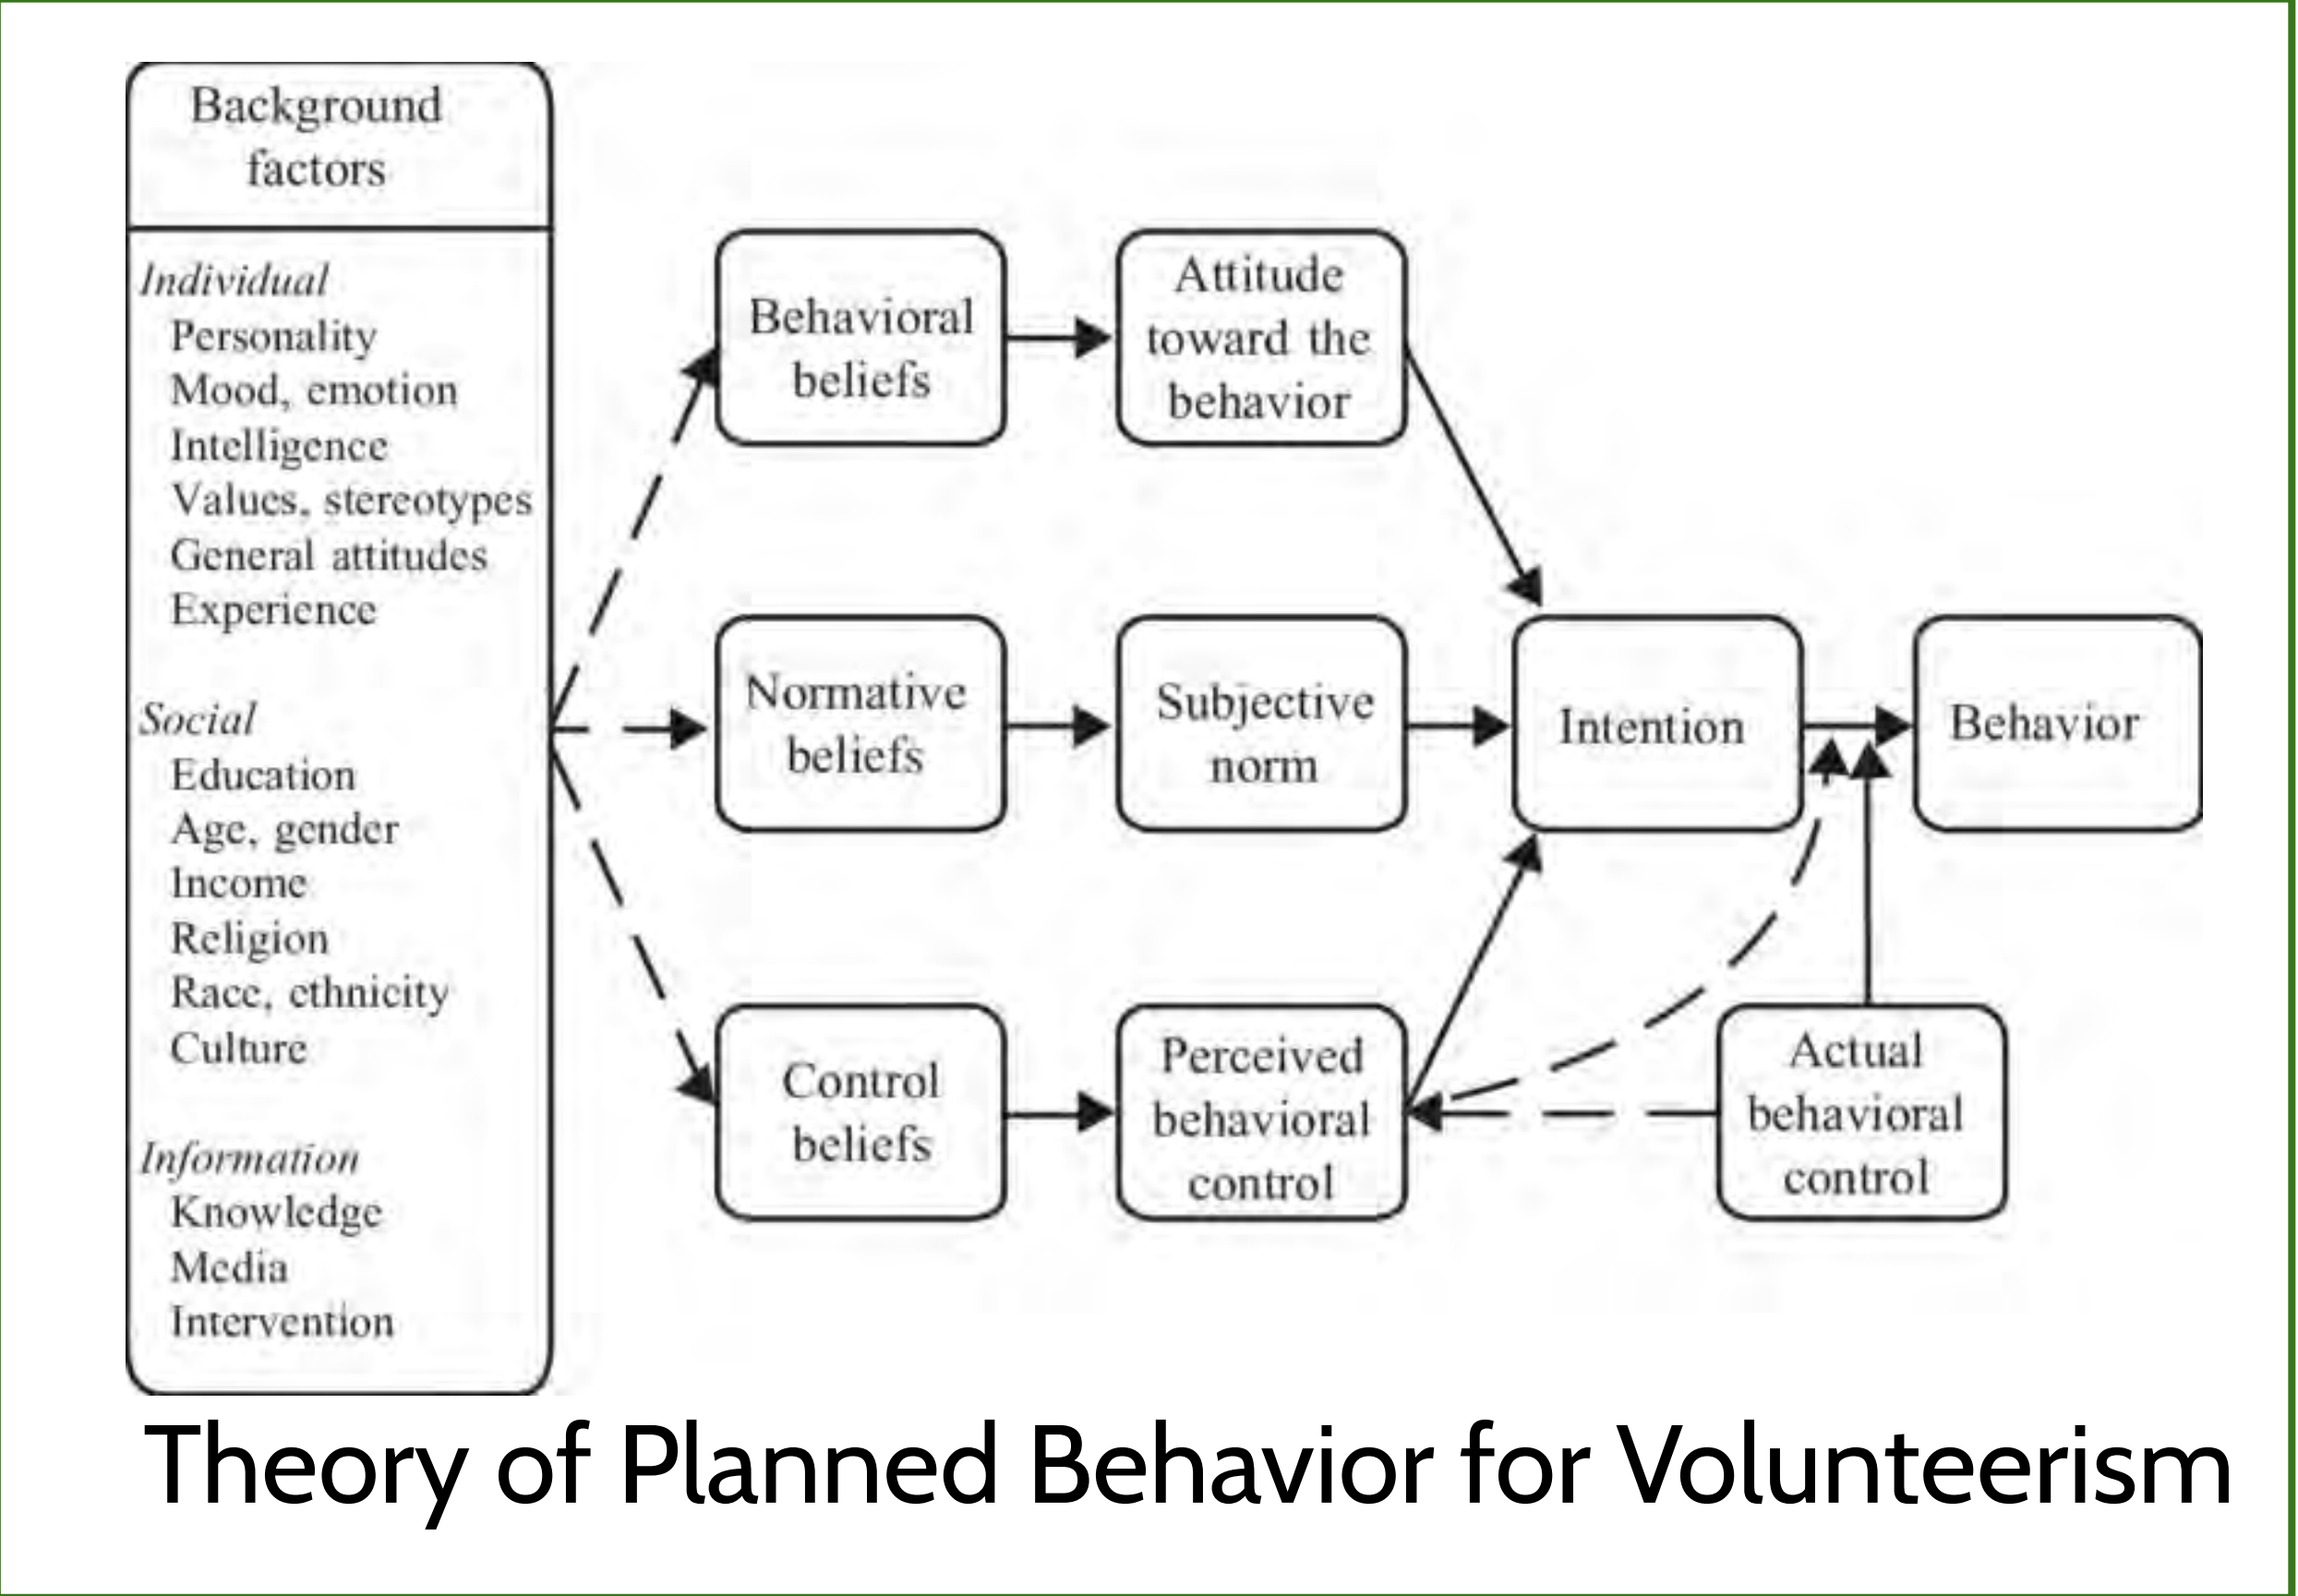 Background
factors
Individual
Personality
Mood, emotion
Intelligence
Values, stereotypes
General attitudes
Experience
Social
Education
Age, gender
Income
Religion
Race, ethnicity
Culture
Information
Knowledge
Media
Intervention
Behavioral
beliefs
Attitude
toward the
behavior
Normative
beliefs
Subjective
norm
Intention
Behavior
Control
beliefs
Perceived
behavioral
control
Actual
behavioral
control
Theory of Planned Behavior for Volunteerism